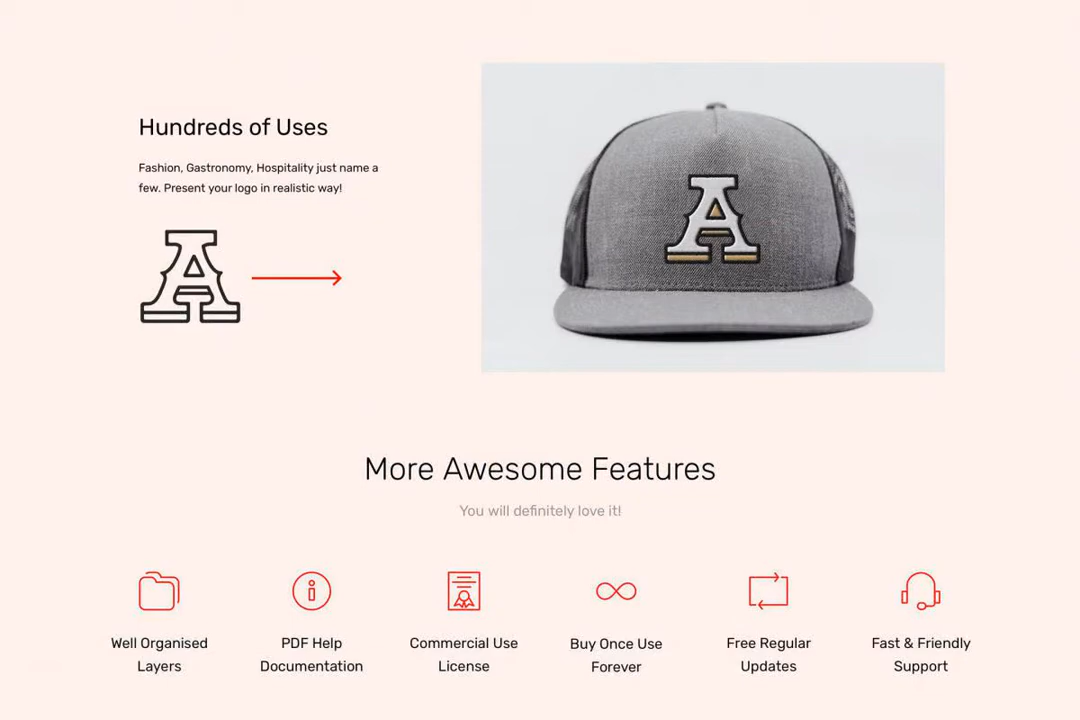 Hundreds of Uses
Fashion, Gastronomy, Hospitality just name a
few. Present your logo in realistic way!
A
A
More Awesome Features
You will definitely love it!
Well Organised
Layers
PDF Help
Documentation
Commercial Use
License
Buy Once Use
Forever
Free Regular
Updates
Fast & Friendly
Support